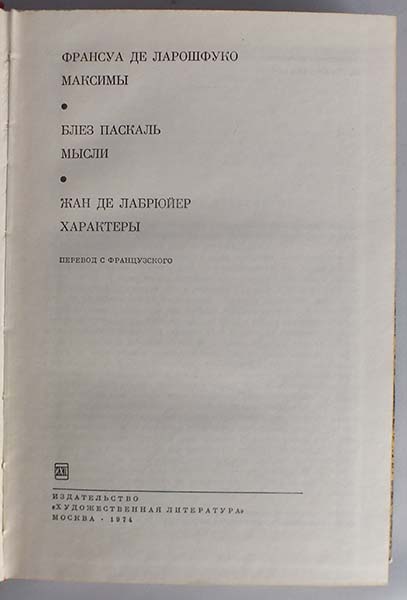 ФРАНСУА ДЕ ЛАРОШФУКО
МАКСИМЫ
•
БЛЕЗ ПАСКАЛЬ
МЫСЛИ
•
ЖАН ДЕ ЛАБРЮЙЕР
ХАРАКТЕРЫ
ПЕРЕВОД С ФРАНЦУЗСКОГО
ИЗДАТЕЛЬСТВО
«ХУДОЖЕСТВЕННАЯ ЛИТЕРАТУРА»
МОСКВА · 1974